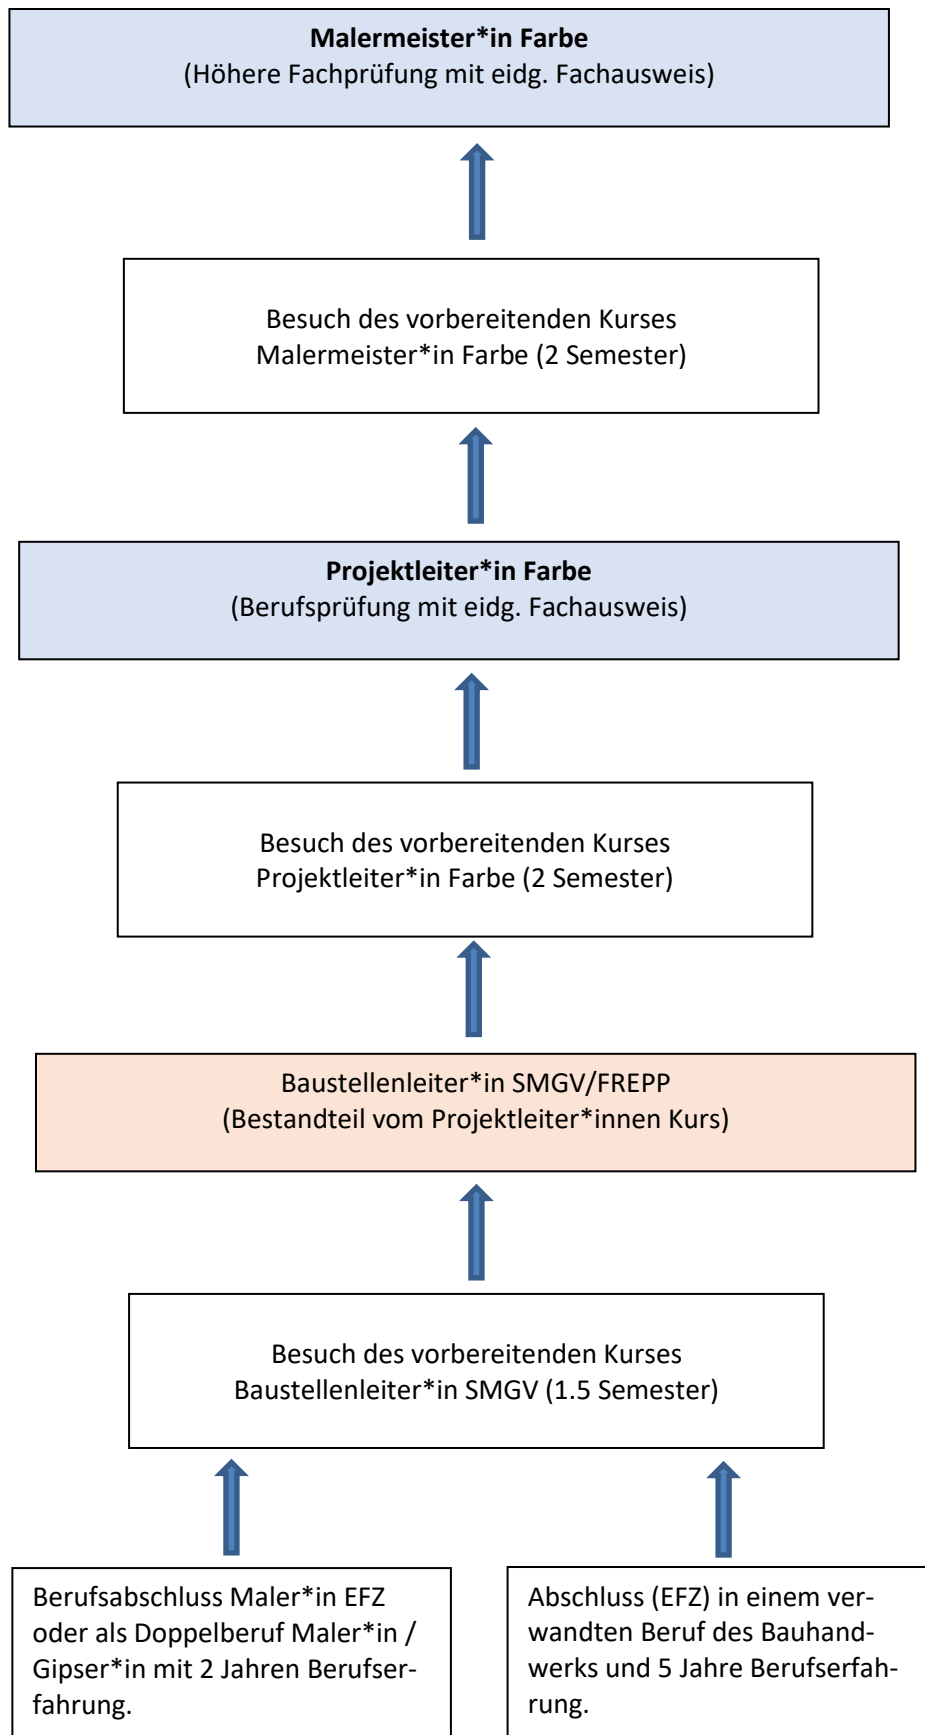 Malermeister*in Farbe
(Höhere Fachprüfung mit eidg. Fachausweis)
Besuch des vorbereitenden Kurses
Malermeister*in Farbe (2 Semester)
Projektleiter*in Farbe
(Berufsprüfung mit eidg. Fachausweis)
Besuch des vorbereitenden Kurses
Projektleiter*in Farbe (2 Semester)
Baustellenleiter*in SMGV/FREPP
(Bestandteil vom Projektleiter*innen Kurs)
Besuch des vorbereitenden Kurses
Baustellenleiter*in SMGV (1.5 Semester)
Berufsabschluss Maler*in EFZ
oder als Doppelberuf Maler*in /
Gipser*in mit 2 Jahren Berufser-
fahrung.
Abschluss (EFZ) in einem ver-
wandten Beruf des Bauhand-
werks und 5 Jahre Berufserfah-
rung.